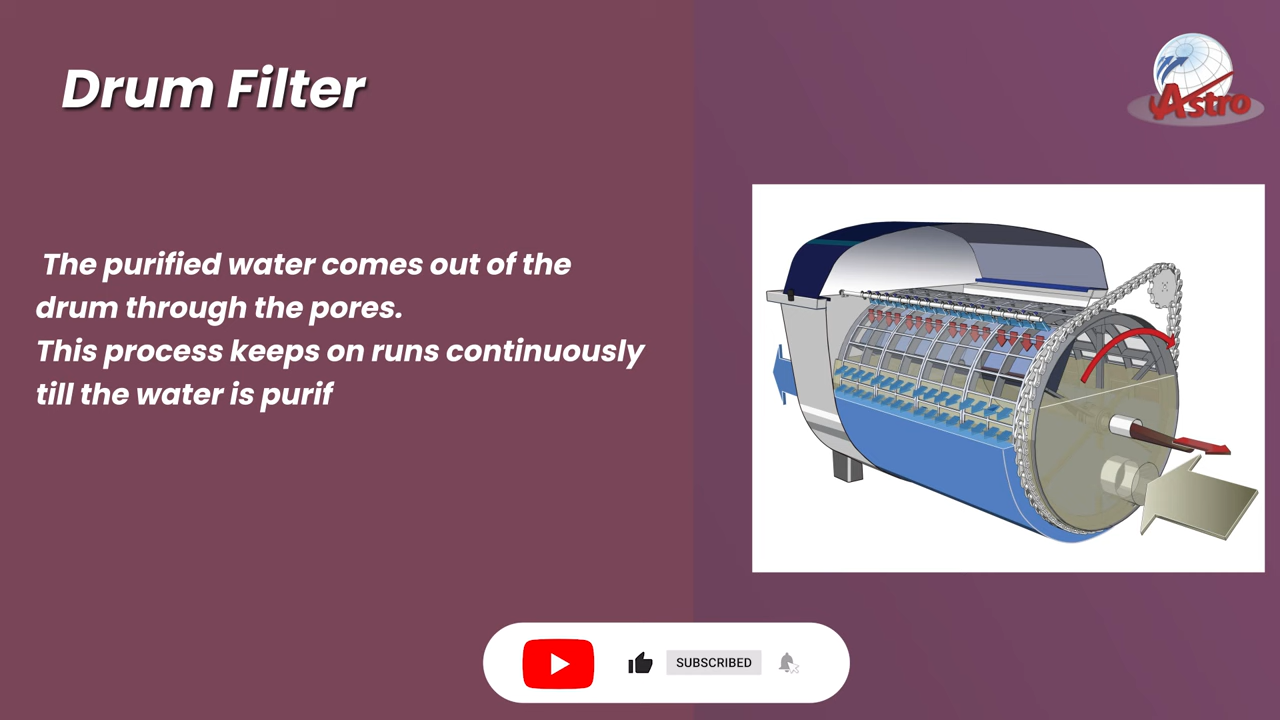 Drum Filter
Astro
The purified water comes out of the
drum through the pores.
This process keeps on runs continuously
till the water is purif
SUBSCRIBED